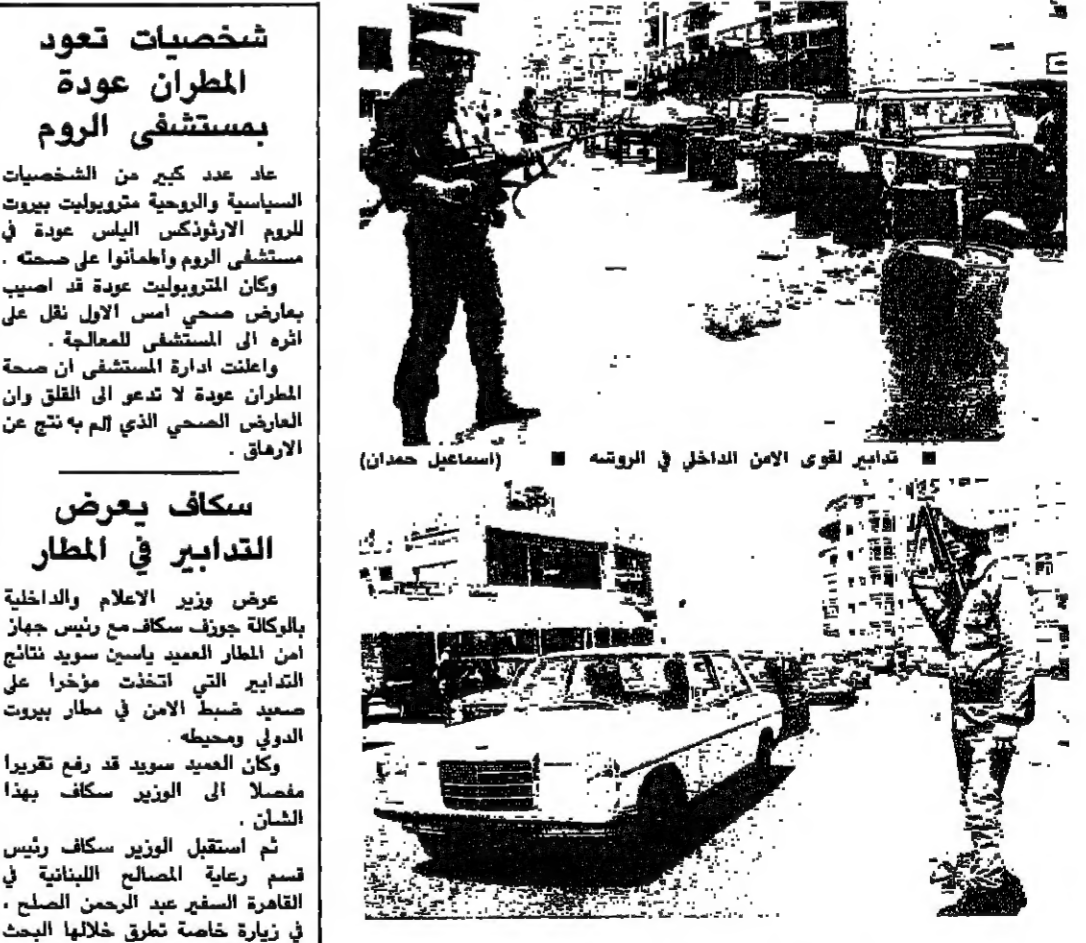 شخصيات تعود
المطران عودة
بمستشفى الروم
عاد عدد كبير من الشخصيات
السياسية والروحية متروبوليت بيروت
للروم الارثوذكس الياس عودة في
مستشفى الروم واطمأنوا على صحته .
وكان المتروبوليت عودة قد اصيب
بعارض صحي امس الاول نقل على
اثره الى المستشفى للمعالجة .
واعلنت ادارة المستشفى ان صحة
المطران عودة لا تدعو الى القلق وان
العارض الصحي الذي إلم به نتج عن
الارهاق .
سكاف يعرض
التدابير في المطار
عرض وزير الاعلام والداخلية
بالوكالة جوزف سكاف مع رئيس جهاز
امن المطار العميد ياسين سويد نتائج
التدابير التي اتخذت مؤخرا على
صعيد ضبط الامن في مطار بيروت
الدولي ومحيطه .
وكان العميد سويد قد رفع تقريرا
مفصلا الى الوزير سكاف بهذا
الشأن .
ثم استقبل الوزير سكاف رئيس
قسم رعاية المصالح اللبنانية في
القاهرة السفير عبد الرحمن الصلح ،
في زيارة خاصة تطرق خلالها البحث
■ تدابير لقوى الامن الداخلي في الروشه ■ (اسماعيل حمدان)